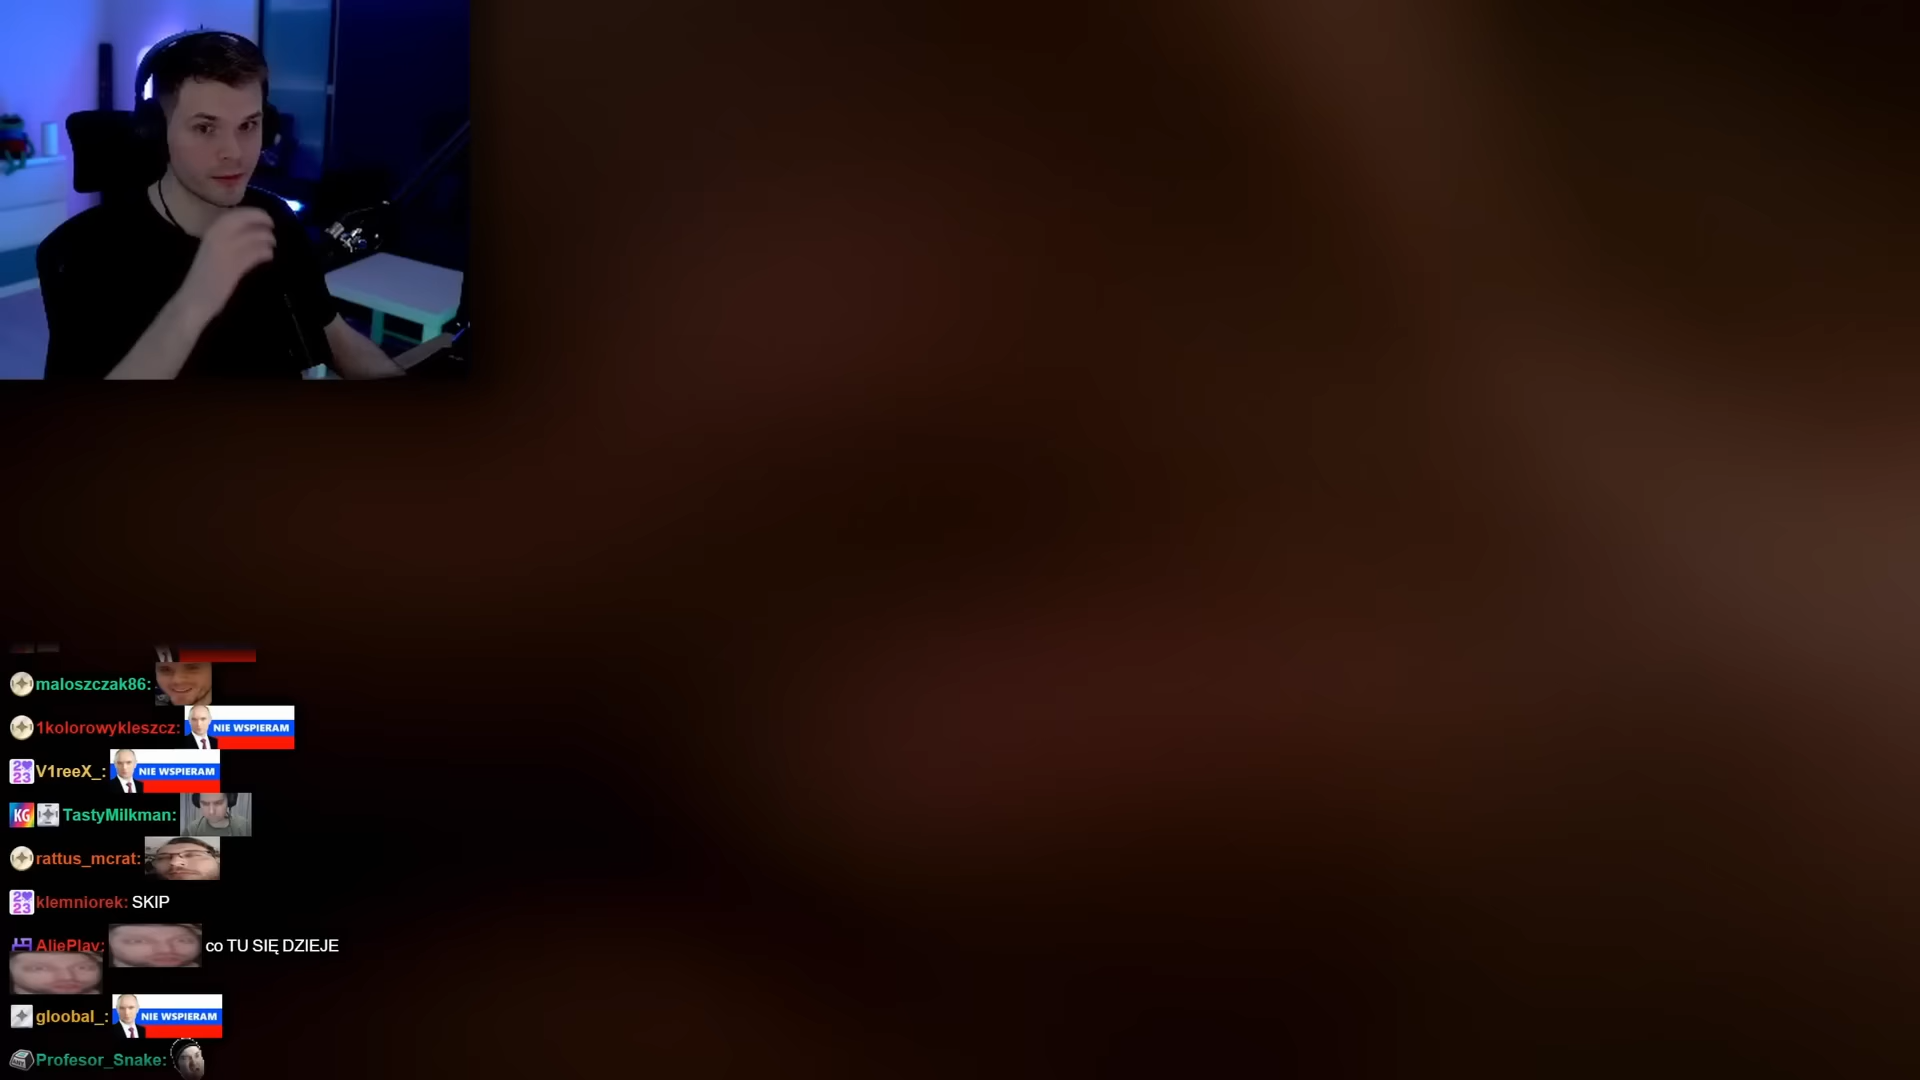 maloszczak86:
1kolorowykleszcz: NIE WSPIERAM
V1reeX_: NIE WSPIERAM
KG TastyMilkman:
rattus_mcrat:
klemniorek: SKIP
AliePlay: co TU SIĘ DZIEJE
gloobal_: NIE WSPIERAM
Profesor_Snake: